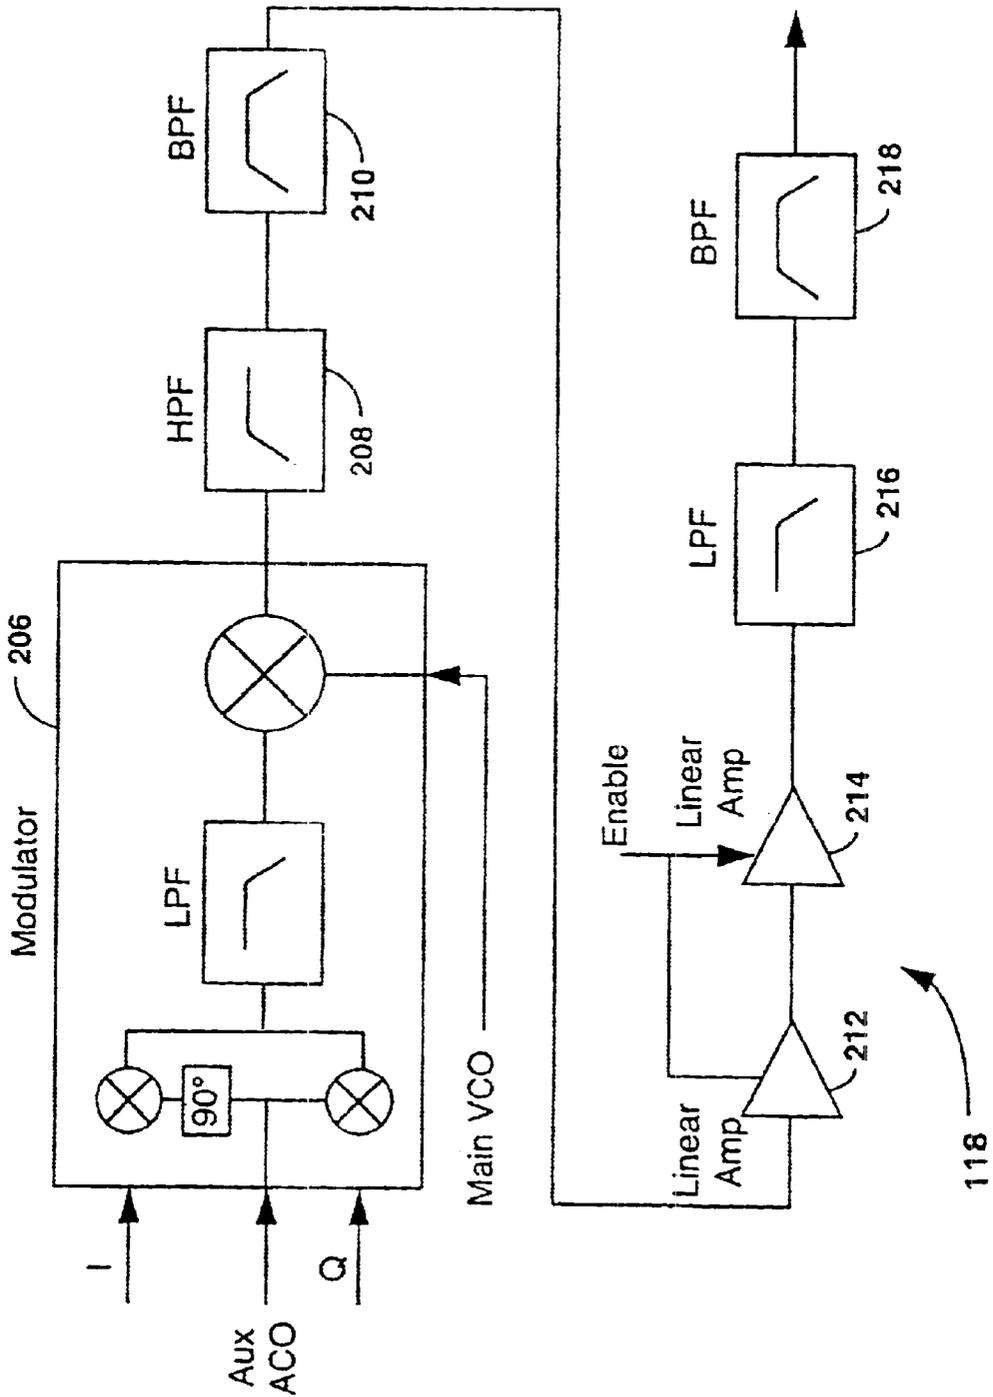 Modulator
206
I
Aux
ACO
Q
90°
LPF
Main VCO
HPF
208
BPF
210
Linear
Amp
212
Enable
Linear
Amp
214
LPF
216
BPF
218
118